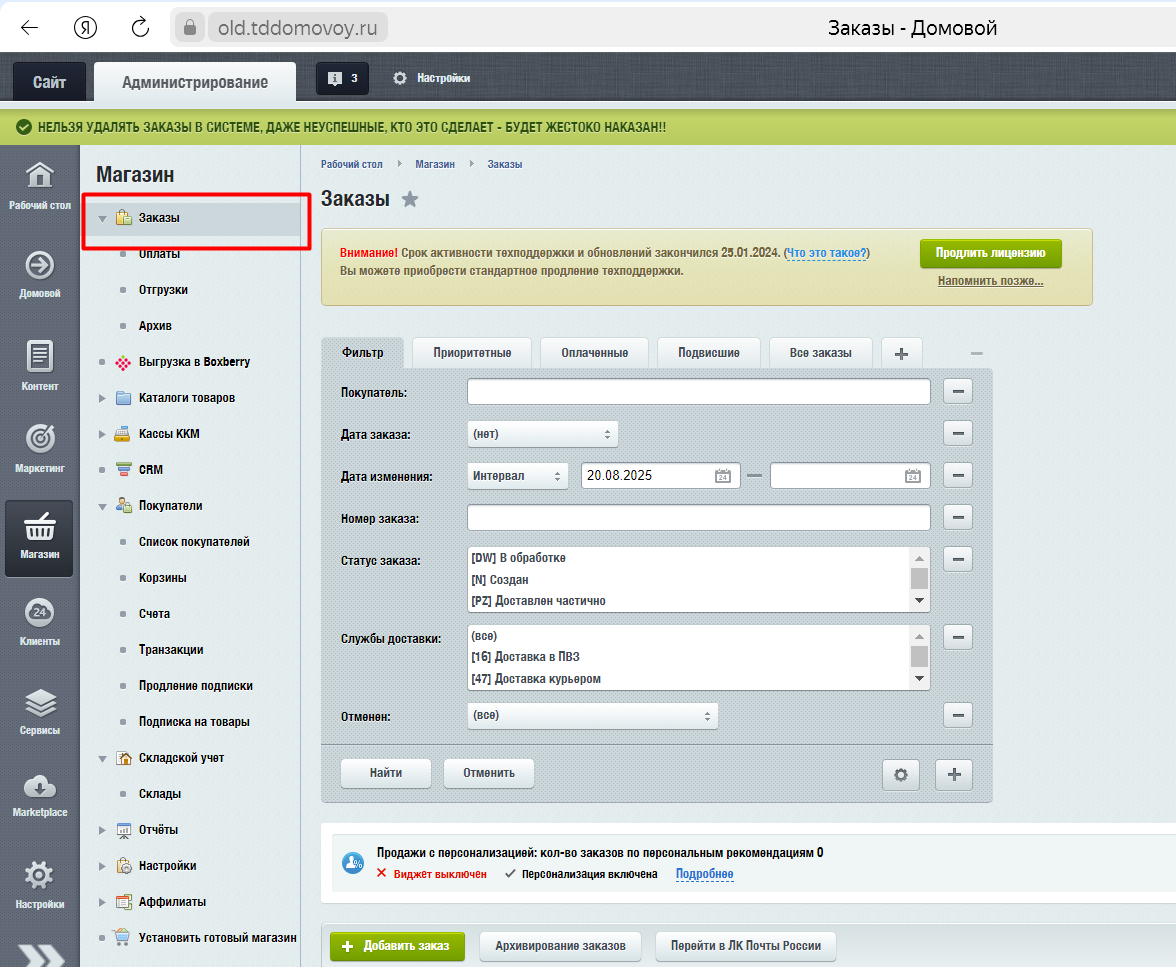 old.tddomovoy.ru
Заказы - Домовой
Сайт
Администрирование
3
Настройки
НЕЛЬЗЯ УДАЛЯТЬ ЗАКАЗЫ В СИСТЕМЕ, ДАЖЕ НЕУСПЕШНЫЕ, КТО ЭТО СДЕЛАЕТ - БУДЕТ ЖЕСТОКО НАКАЗАН!!
Рабочий стол
Домовой
Контент
Маркетинг
Магазин
24
Клиенты
Сервисы
Marketplace
Настройки
Магазин
Заказы
Оплаты
Отгрузки
Архив
Выгрузка в Boxberry
Каталоги товаров
Кассы ККМ
CRM
Покупатели
Список покупателей
Корзины
Счета
Транзакции
Продление подписки
Подписка на товары
Складской учет
Склады
Отчёты
Настройки
Аффилиаты
Установить готовый магазин
Рабочий стол
Магазин
Заказы
Заказы
Внимание! Срок активности техподдержки и обновлений закончился 25.01.2024. (Что это такое?)
Вы можете приобрести стандартное продление техподдержки.
Продлить лицензию
Напомнить позже...
Фильтр
Приоритетные
Оплаченные
Подвисшие
Все заказы
Покупатель:
Дата заказа:
(нет)
Дата изменения:
Интервал
20.08.2025
24
24
Номер заказа:
Статус заказа:
[DW] В обработке
[N] Создан
[PZ] Доставлен частично
Службы доставки:
(все)
[16] Доставка в ПВЗ
[47] Доставка курьером
Отменен:
(все)
Найти
Отменить
Продажи с персонализацией: кол-во заказов по персональным рекомендациям 0
Виджет выключен
Персонализация включена
Подробнее
Добавить заказ
Архивирование заказов
Перейти в ЛК Почты России